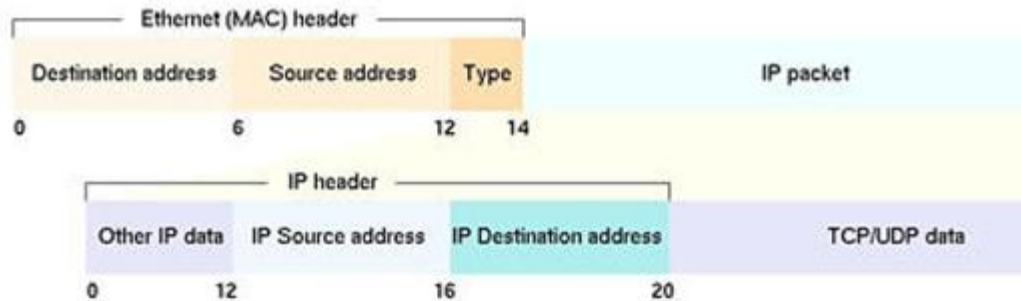 Ethernet (MAC) header
Destination address Source address Type IP packet
0 6 12 14
IP header
Other IP data IP Source address IP Destination address TCP/UDP data
0 12 16 20